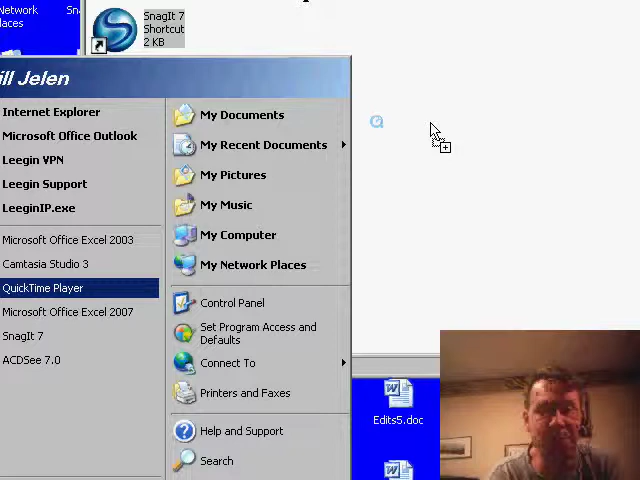 Network
laces
Sn
SnagIt 7
Shortcut
2 KB
ill Jelen
Internet Explorer
Microsoft Office Outlook
Leegin VPN
Leegin Support
LeeginIP.exe
Microsoft Office Excel 2003
Camtasia Studio 3
QuickTime Player
Microsoft Office Excel 2007
SnagIt 7
ACDSee 7.0
My Documents
My Recent Documents
My Pictures
My Music
My Computer
My Network Places
Control Panel
Set Program Access and
Defaults
Connect To
Printers and Faxes
Help and Support
Search
Edits5.doc